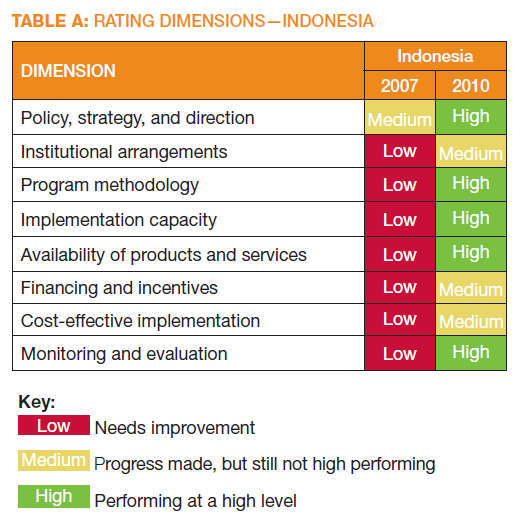 TABLE A: RATING DIMENSIONS—INDONESIA
DIMENSION
Indonesia
2007 2010
Policy, strategy, and direction Medium High
Institutional arrangements Low Medium
Program methodology Low High
Implementation capacity Low High
Availability of products and services Low High
Financing and incentives Low Medium
Cost-effective implementation Low Medium
Monitoring and evaluation Low High
Key:
Low Needs improvement
Medium Progress made, but still not high performing
High Performing at a high level